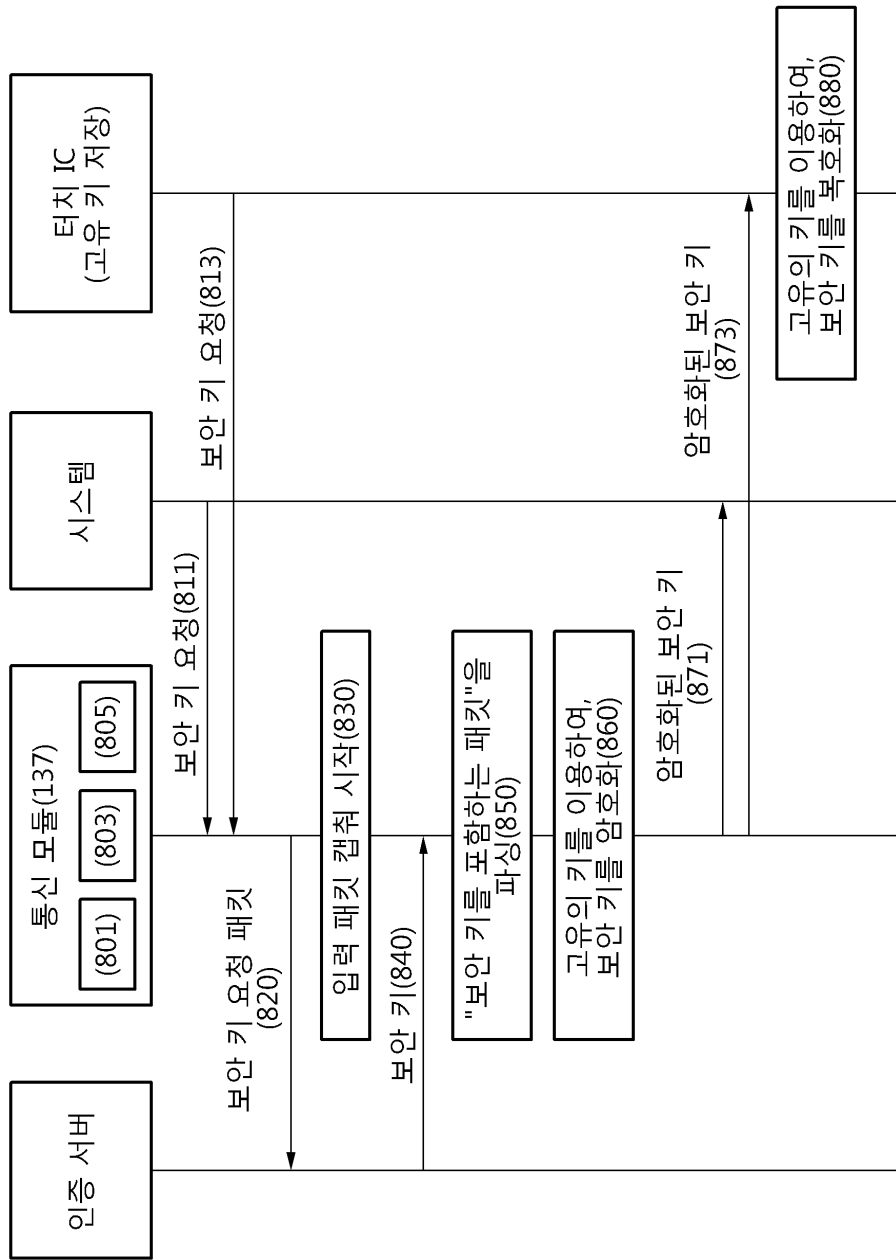 인증 서버
통신 모듈(137)
(801)
(803)
(805)
시스템
터치 IC
(고유 키 저장)
보안 키 요청(811)
보안 키 요청(813)
보안 키 요청 패킷
(820)
입력 패킷 캡춰 시작(830)
보안 키(840)
"보안 키를 포함하는 패킷"을
파싱(850)
고유의 키를 이용하여,
보안 키를 암호화(860)
암호화된 보안 키
(871)
암호화된 보안 키
(873)
고유의 키를 이용하여,
보안 키를 복호화(880)